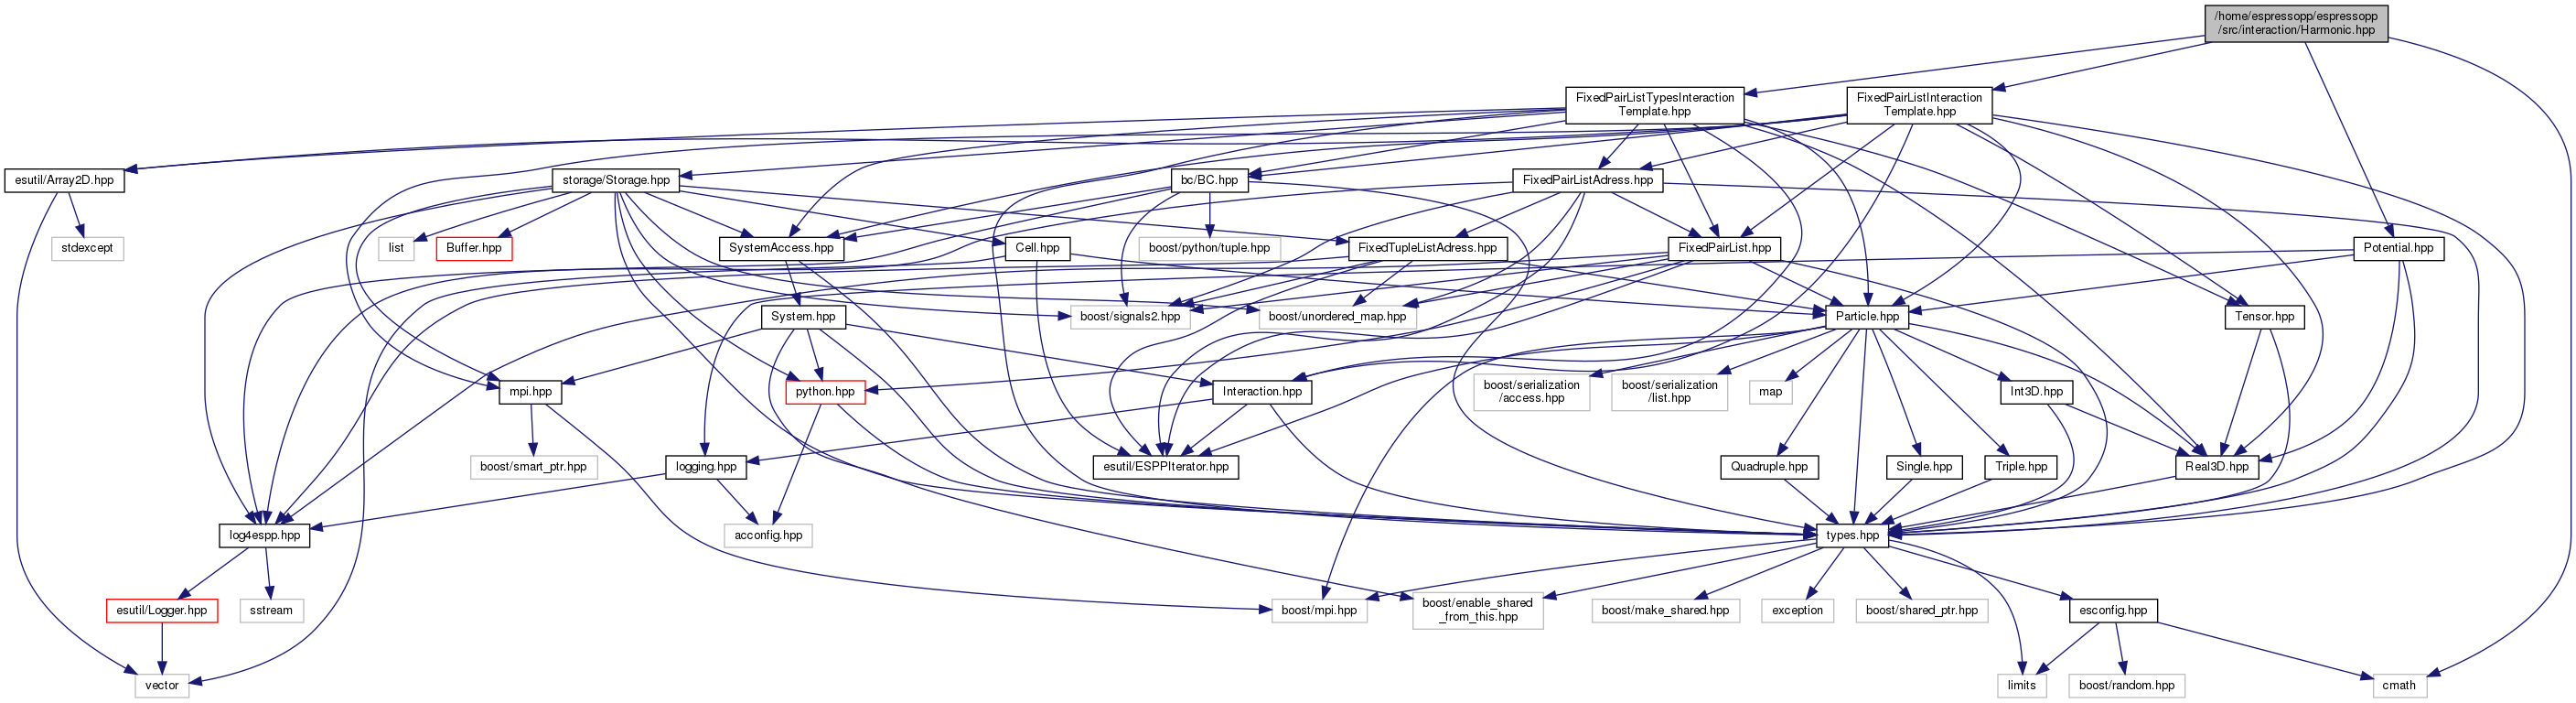 /home/espressopp/espressopp
/src/interaction/Harmonic.hpp
FixedPairListTypesInteraction
Template.hpp
FixedPairListInteraction
Template.hpp
esutil/Array2D.hpp
storage/Storage.hpp
bc/BC.hpp
FixedPairListAdress.hpp
stdexcept
list
Buffer.hpp
SystemAccess.hpp
Cell.hpp
boost/python/tuple.hpp
FixedTupleListAdress.hpp
FixedPairList.hpp
Potential.hpp
System.hpp
boost/signals2.hpp
boost/unordered_map.hpp
Particle.hpp
Tensor.hpp
mpi.hpp
python.hpp
Interaction.hpp
boost/serialization
/access.hpp
boost/serialization
/list.hpp
map
Int3D.hpp
boost/smart_ptr.hpp
logging.hpp
esutil/ESPPIterator.hpp
Quadruple.hpp
Single.hpp
Triple.hpp
Real3D.hpp
log4espp.hpp
acconfig.hpp
types.hpp
esutil/Logger.hpp
sstream
boost/mpi.hpp
boost/enable_shared
_from_this.hpp
boost/make_shared.hpp
exception
boost/shared_ptr.hpp
esconfig.hpp
vector
limits
boost/random.hpp
cmath